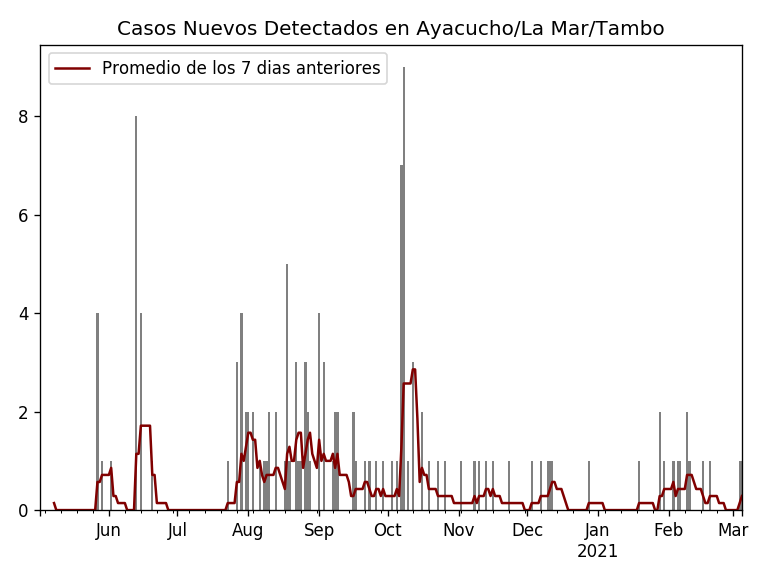 Casos Nuevos Detectados en Ayacucho/La Mar/Tambo
Promedio de los 7 dias anteriores
8
6
4
2
0
Jun Jul Aug Sep Oct Nov Dec Jan Feb Mar
2021